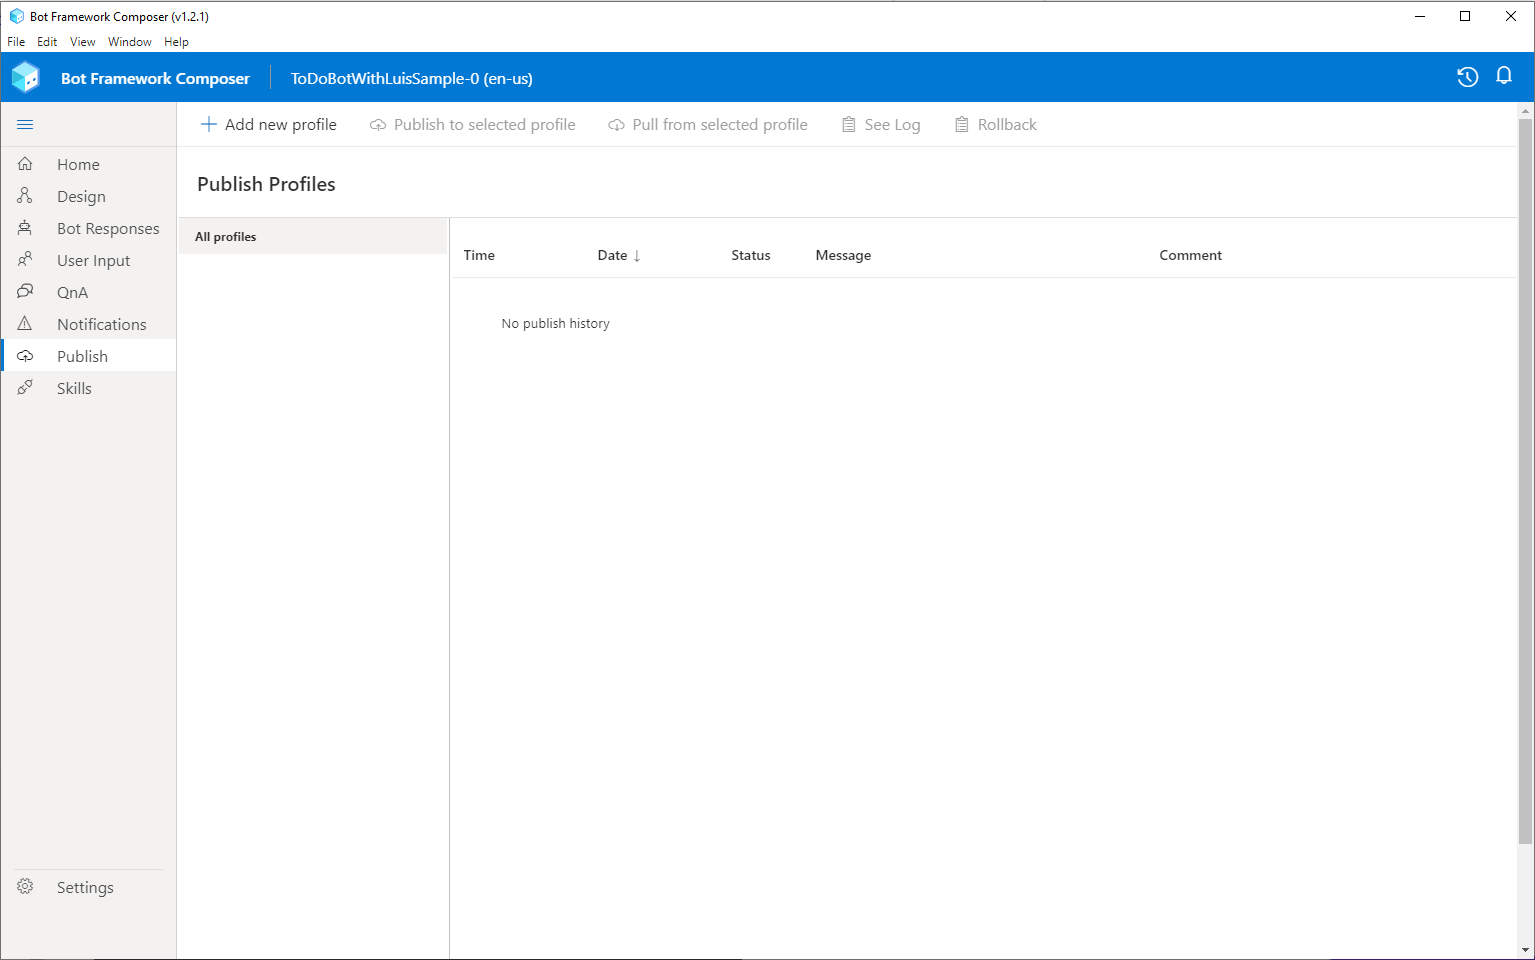 Bot Framework Composer (v1.2.1)
File Edit View Window Help
Bot Framework Composer ToDoBotWithLuisSample-0 (en-us)
Add new profile Publish to selected profile Pull from selected profile See Log Rollback
Home
Design
Bot Responses
User Input
QnA
Notifications
Publish
Skills
Settings
Publish Profiles
All profiles
Time Date ↓ Status Message Comment
No publish history